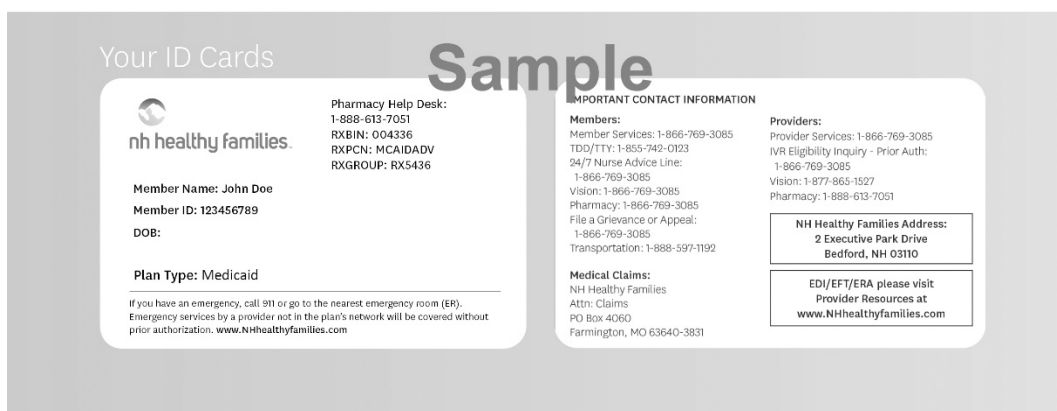 Your ID Cards
Sample
nh healthy families.
Pharmacy Help Desk:
1-888-613-7051
RXBIN: 004336
RXPCN: MCAIDADV
RXGROUP: RX5436
Member Name: John Doe
Member ID: 123456789
DOB:
Plan Type: Medicaid
If you have an emergency, call 911 or go to the nearest emergency room (ER).
Emergency services by a provider not in the plan's network will be covered without
prior authorization. www.NHhealthyfamilies.com
IMPORTANT CONTACT INFORMATION
Members:
Member Services: 1-866-769-3085
TDD/TTY: 1-855-742-0123
24/7 Nurse Advice Line:
1-866-769-3085
Vision: 1-866-769-3085
Pharmacy: 1-866-769-3085
File a Grievance or Appeal:
1-866-769-3085
Transportation: 1-888-597-1192
Medical Claims:
NH Healthy Families
Attn: Claims
PO Box 4060
Farmington, MO 63640-3831
Providers:
Provider Services: 1-866-769-3085
IVR Eligibility Inquiry - Prior Auth:
1-866-769-3085
Vision: 1-877-865-1527
Pharmacy: 1-888-613-7051
NH Healthy Families Address:
2 Executive Park Drive
Bedford, NH 03110
EDI/EFT/ERA please visit
Provider Resources at
www.NHhealthyfamilies.com